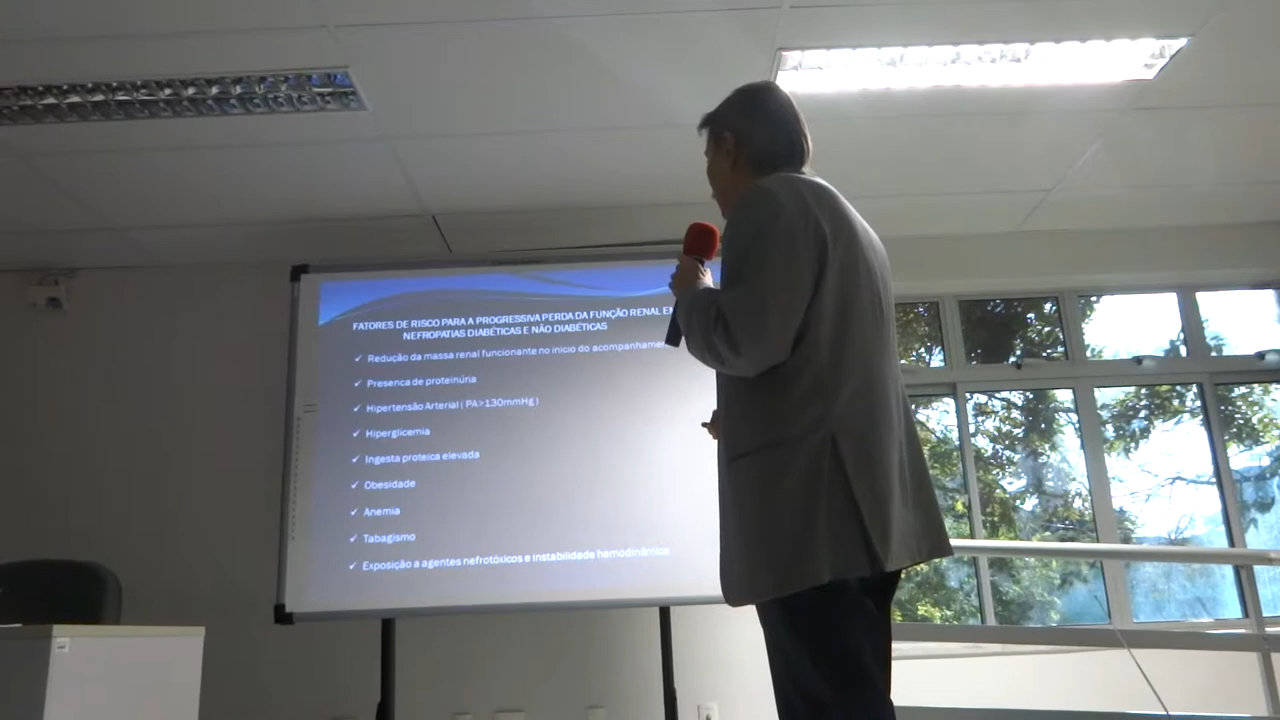 FATORES DE RISCO PARA A PROGRESSIVA PERDA DA FUNÇÃO RENAL EM
NEFROPATIAS DIABÉTICAS E NÃO DIABÉTICAS
✓ Redução da massa renal funcionante no inicio do
✓ Presenca de proteinúria
✓ Hipertensão Arterial ( PA>130mmHg )
✓ Hiperglicemia
✓ Ingesta proteica elevada
✓ Obesidade
✓ Anemia
✓ Tabagismo
✓ Exposição a agentes nefrotóxicos e instabilidade hemodinâmica